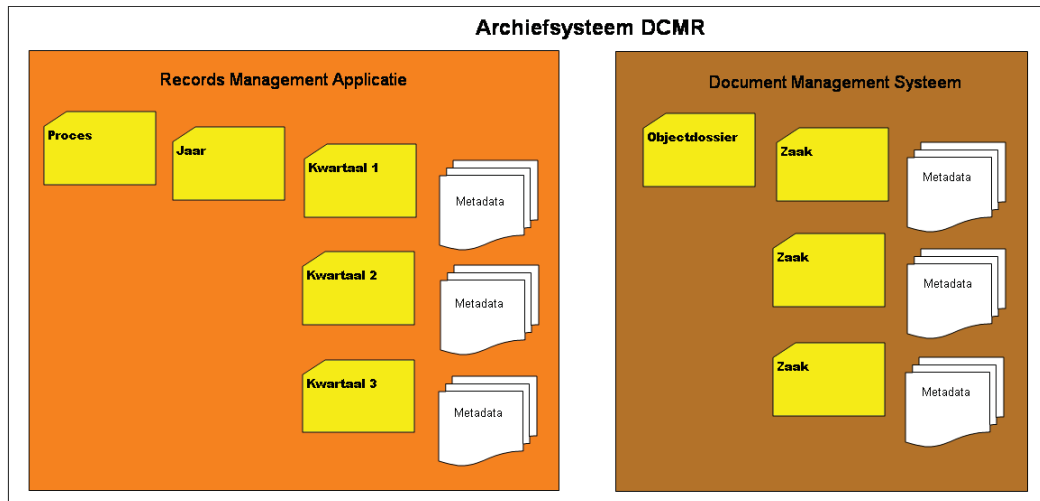 Archiefsysteem DCMR
Records Management Applicatie
Proces
Jaar
Kwartaal 1
Metadata
Kwartaal 2
Metadata
Kwartaal 3
Metadata
Document Management Systeem
Objectdossier
Zaak
Metadata
Zaak
Metadata
Zaak
Metadata